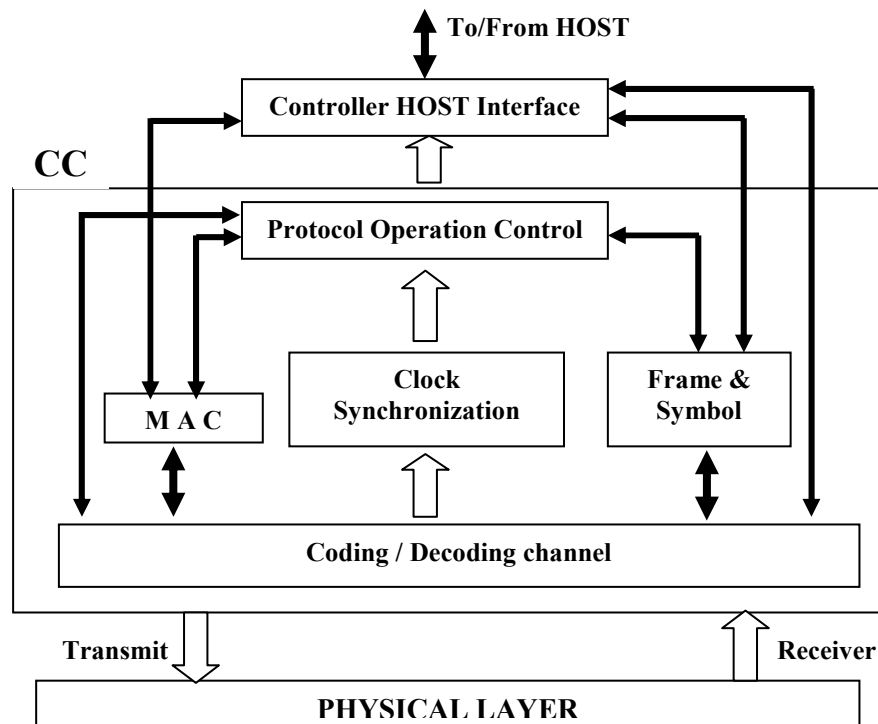 To/From HOST
Controller HOST Interface
CC
Protocol Operation Control
Clock
Synchronization
Frame &
Symbol
M A C
Coding / Decoding channel
Transmit
Receiver
PHYSICAL LAYER